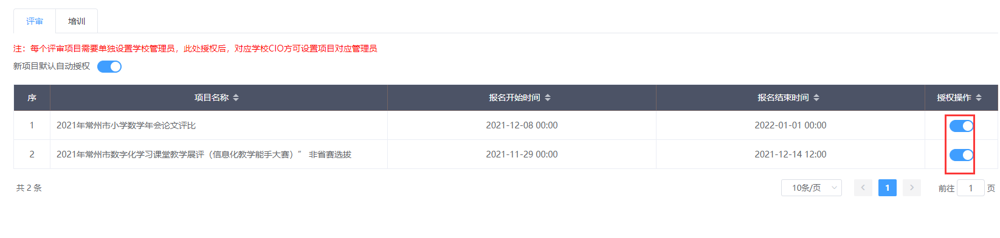 评审 培训
注：每个评审项目需要单独设置学校管理员，此处授权后，对应学校CIO方可设置项目对应管理员
新项目默认自动授权
序 项目名称 报名开始时间 报名结束时间 授权操作
1 2021年常州市小学数学年会论文评比 2021-12-08 00:00 2022-01-01 00:00
2 2021年常州市数字化学习课堂教学展评（信息化教学能手大赛）” 非省赛选拔 2021-11-29 00:00 2021-12-14 12:00
共 2 条 10条/页 1 前往 1 页